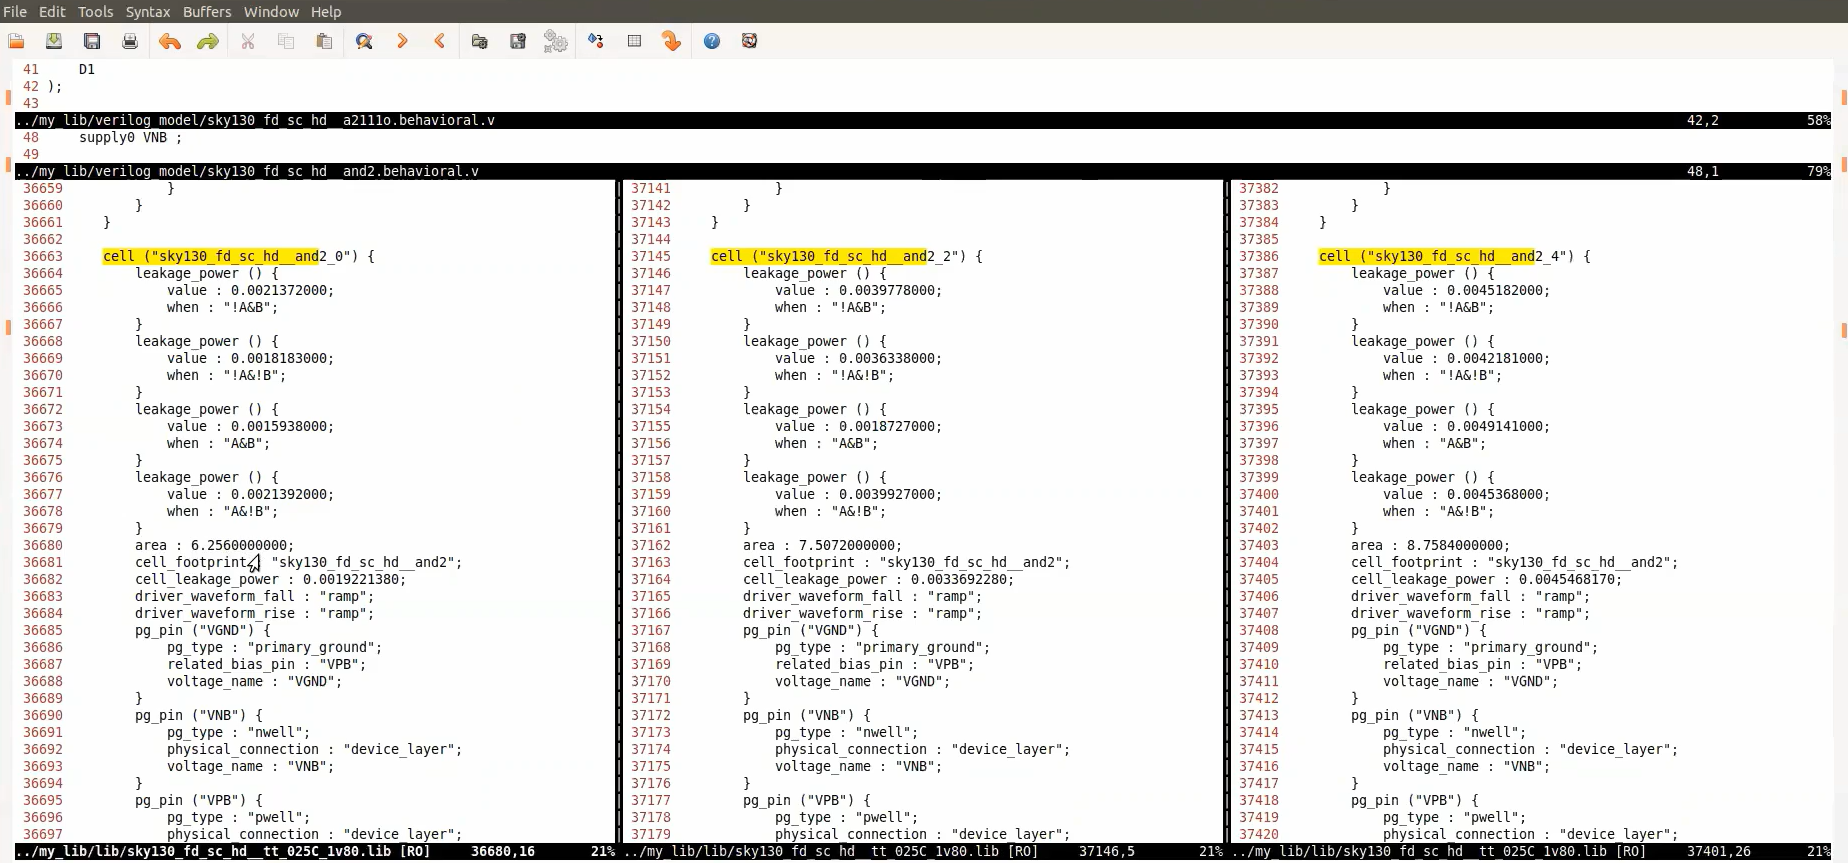 File Edit Tools Syntax Buffers Window Help
41 D1
42 );
43
../my_lib/verilog_model/sky130_fd_sc_hd__a2111o.behavioral.v 42,2 58%
48 supply0 VNB ;
49
../my_lib/verilog_model/sky130_fd_sc_hd__and2.behavioral.v 48,1 79%
36659 }
36660 }
36661 }
36662
36663 cell ("sky130_fd_sc_hd__and2_0") {
36664 leakage_power () {
36665 value : 0.0021372000;
36666 when : "!A&B";
36667 }
36668 leakage_power () {
36669 value : 0.0018183000;
36670 when : "!A&!B";
36671 }
36672 leakage_power () {
36673 value : 0.0015938000;
36674 when : "A&B";
36675 }
36676 leakage_power () {
36677 value : 0.0021392000;
36678 when : "A&!B";
36679 }
36680 area : 6.2560000000;
36681 cell_footprint "sky130_fd_sc_hd__and2";
36682 cell_leakage_power : 0.0019221380;
36683 driver_waveform_fall : "ramp";
36684 driver_waveform_rise : "ramp";
36685 pg_pin ("VGND") {
36686 pg_type : "primary_ground";
36687 related_bias_pin : "VPB";
36688 voltage_name : "VGND";
36689 }
36690 pg_pin ("VNB") {
36691 pg_type : "nwell";
36692 physical_connection : "device_layer";
36693 voltage_name : "VNB";
36694 }
36695 pg_pin ("VPB") {
36696 pg_type : "pwell";
36697 physical_connection : "device_layer";
../my_lib/lib/sky130_fd_sc_hd__tt_025C_1v80.lib [RO] 36680,16 21%
37141 }
37142 }
37143 }
37144
37145 cell ("sky130_fd_sc_hd__and2_2") {
37146 leakage_power () {
37147 value : 0.0039778000;
37148 when : "!A&B";
37149 }
37150 leakage_power () {
37151 value : 0.0036338000;
37152 when : "!A&!B";
37153 }
37154 leakage_power () {
37155 value : 0.0018727000;
37156 when : "A&B";
37157 }
37158 leakage_power () {
37159 value : 0.0039927000;
37160 when : "A&!B";
37161 }
37162 area : 7.5072000000;
37163 cell_footprint : "sky130_fd_sc_hd__and2";
37164 cell_leakage_power : 0.0033692280;
37165 driver_waveform_fall : "ramp";
37166 driver_waveform_rise : "ramp";
37167 pg_pin ("VGND") {
37168 pg_type : "primary_ground";
37169 related_bias_pin : "VPB";
37170 voltage_name : "VGND";
37171 }
37172 pg_pin ("VNB") {
37173 pg_type : "nwell";
37174 physical_connection : "device_layer";
37175 voltage_name : "VNB";
37176 }
37177 pg_pin ("VPB") {
37178 pg_type : "pwell";
37179 physical_connection : "device_layer";
../my_lib/lib/sky130_fd_sc_hd__tt_025C_1v80.lib [RO] 37146,5 21%
37382 }
37383 }
37384 }
37385
37386 cell ("sky130_fd_sc_hd__and2_4") {
37387 leakage_power () {
37388 value : 0.0045182000;
37389 when : "!A&B";
37390 }
37391 leakage_power () {
37392 value : 0.0042181000;
37393 when : "!A&!B";
37394 }
37395 leakage_power () {
37396 value : 0.0049141000;
37397 when : "A&B";
37398 }
37399 leakage_power () {
37400 value : 0.0045368000;
37401 when : "A&!B";
37402 }
37403 area : 8.7584000000;
37404 cell_footprint : "sky130_fd_sc_hd__and2";
37405 cell_leakage_power : 0.0045468170;
37406 driver_waveform_fall : "ramp";
37407 driver_waveform_rise : "ramp";
37408 pg_pin ("VGND") {
37409 pg_type : "primary_ground";
37410 related_bias_pin : "VPB";
37411 voltage_name : "VGND";
37412 }
37413 pg_pin ("VNB") {
37414 pg_type : "nwell";
37415 physical_connection : "device_layer";
37416 voltage_name : "VNB";
37417 }
37418 pg_pin ("VPB") {
37419 pg_type : "pwell";
37420 physical_connection : "device_layer";
../my_lib/lib/sky130_fd_sc_hd__tt_025C_1v80.lib [RO] 37401,26 21%